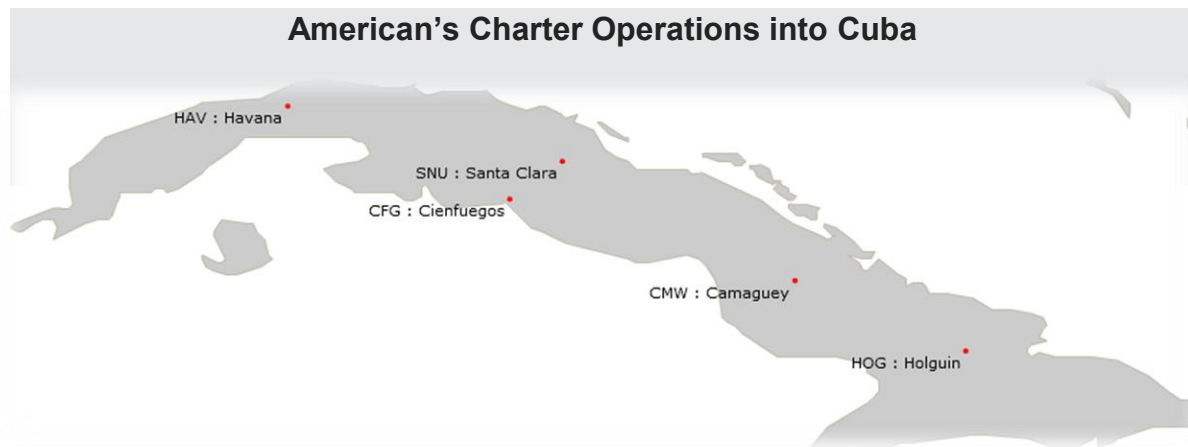 American’s Charter Operations into Cuba
HAV : Havana
SNU : Santa Clara
CFG : Cienfuegos
CMW : Camaguey
HOG : Holguin